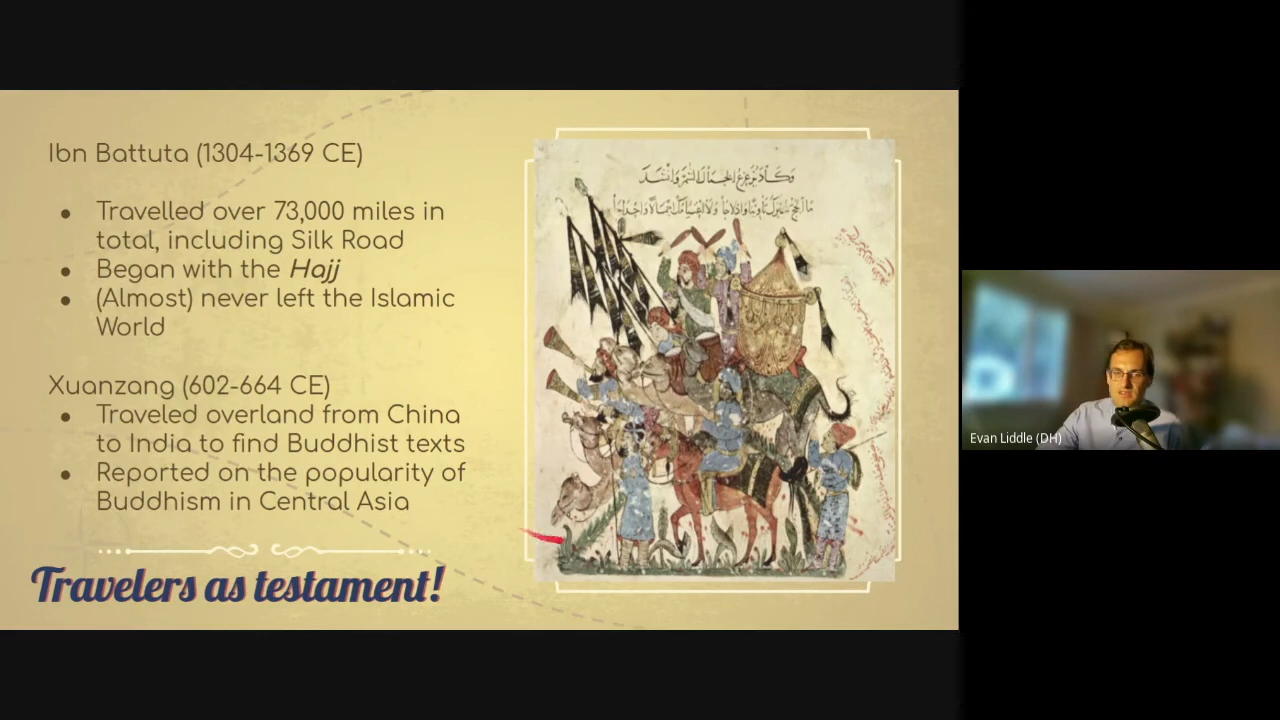 Ibn Battuta (1304-1369 CE)
● Travelled over 73,000 miles in
total, including Silk Road
● Began with the Hajj
● (Almost) never left the Islamic
World
Xuanzang (602-664 CE)
● Traveled overland from China
to India to find Buddhist texts
● Reported on the popularity of
Buddhism in Central Asia
Travelers as testament!
Evan Liddle (DH)